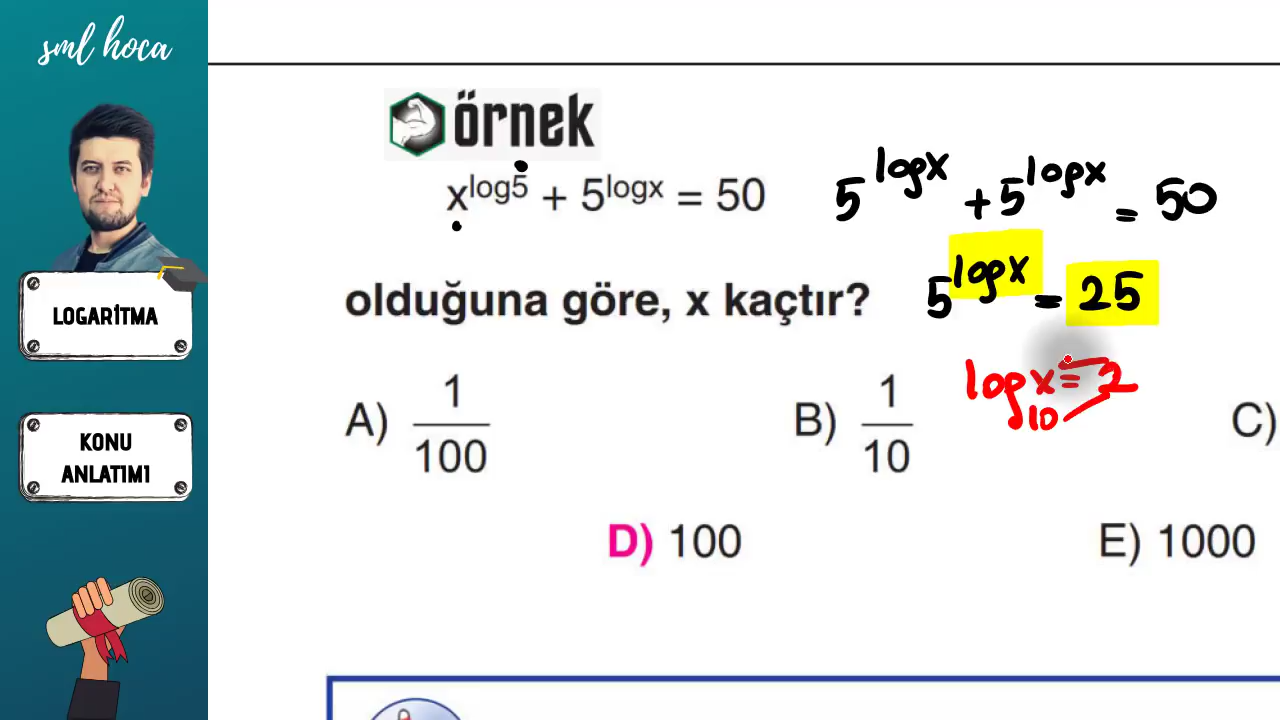 sml hoca
LOGARİTMA
KONU
ANLATIMI
örnek
x^log5 + 5^logx = 50
olduğuna göre, x kaçtır?
A) 1/100
B) 1/10
C)
D) 100
E) 1000
5^logx + 5^logx = 50
5^logx = 25
log₁₀x = 2